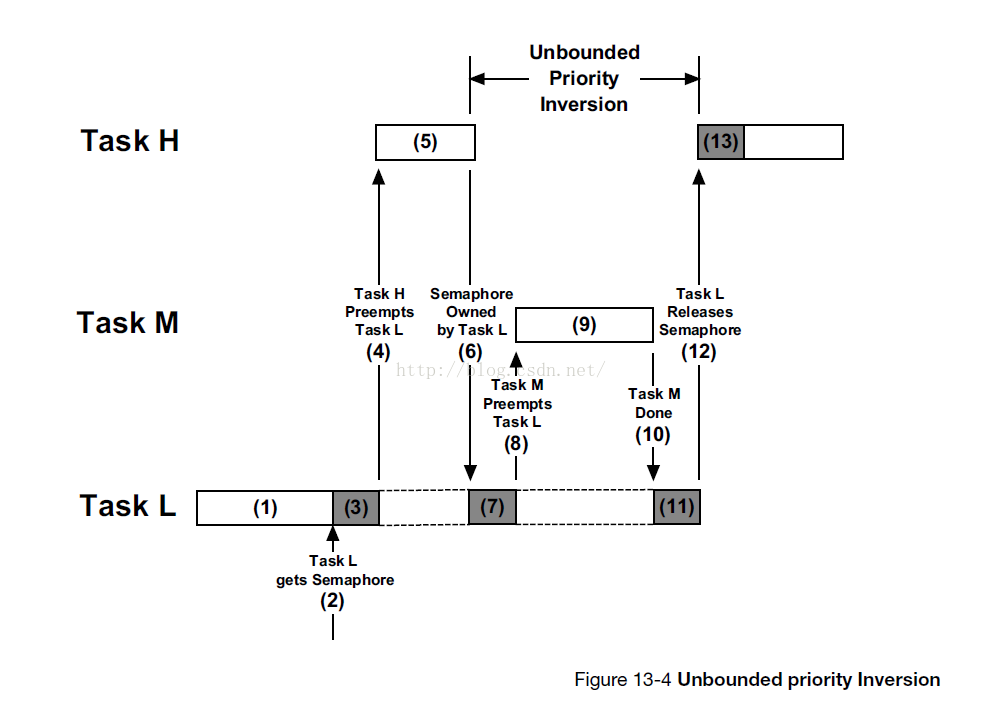 Unbounded
Priority
Inversion
Task H
(5)
(13)
Task H
Preempts
Task L
(4)
Semaphore
Owned
by Task L
(6)
Task M
(9)
Task L
Releases
Semaphore
(12)
http://blog.csdn.net/
Task M
Preempts
Task L
(8)
Task M
Done
(10)
Task L
(1)
(3)
(7)
(11)
Task L
gets Semaphore
(2)
Figure 13-4 Unbounded priority Inversion